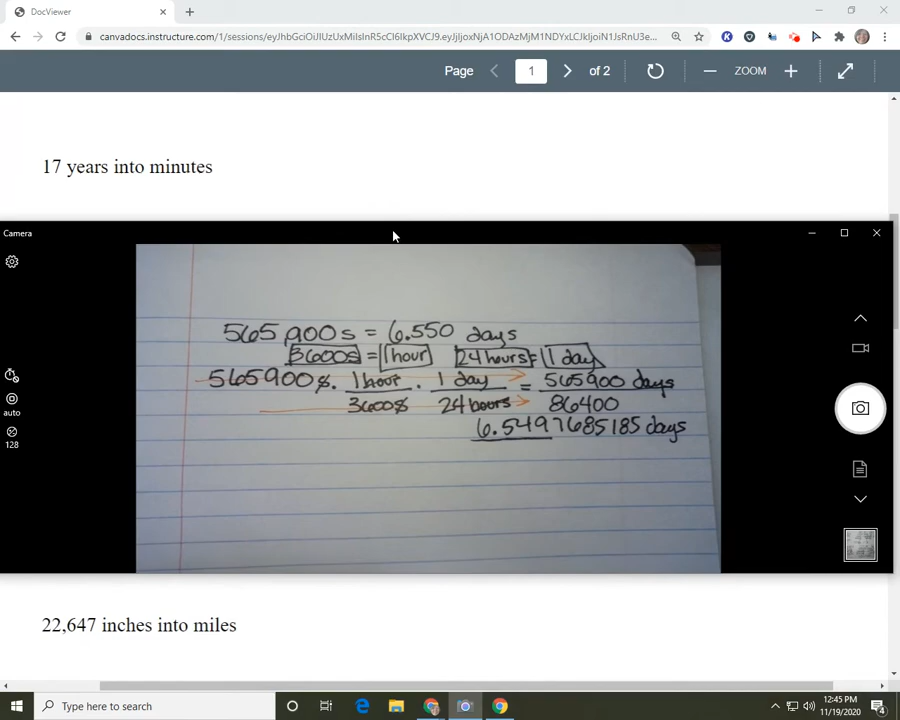 DocViewer
canvadocs.instructure.com/1/sessions/eyJhbGciOiJIUzUxMiIsInR5cCI6IkpXVCJ9.eyJjIjoxNjA1ODAzMjM1NDYxLCJkIjoiN1JsRnU3e...
Page 1 of 2 ZOOM
17 years into minutes
Camera
565900s = 6.550 days
3600s = 1 hour 24 hours = 1 day
565900s. 1 hour . 1 day = 565900 days
3600s 24 hours 86400
6.5497685185 days
auto
128
22,647 inches into miles
Type here to search
12:45 PM
11/19/2020
4